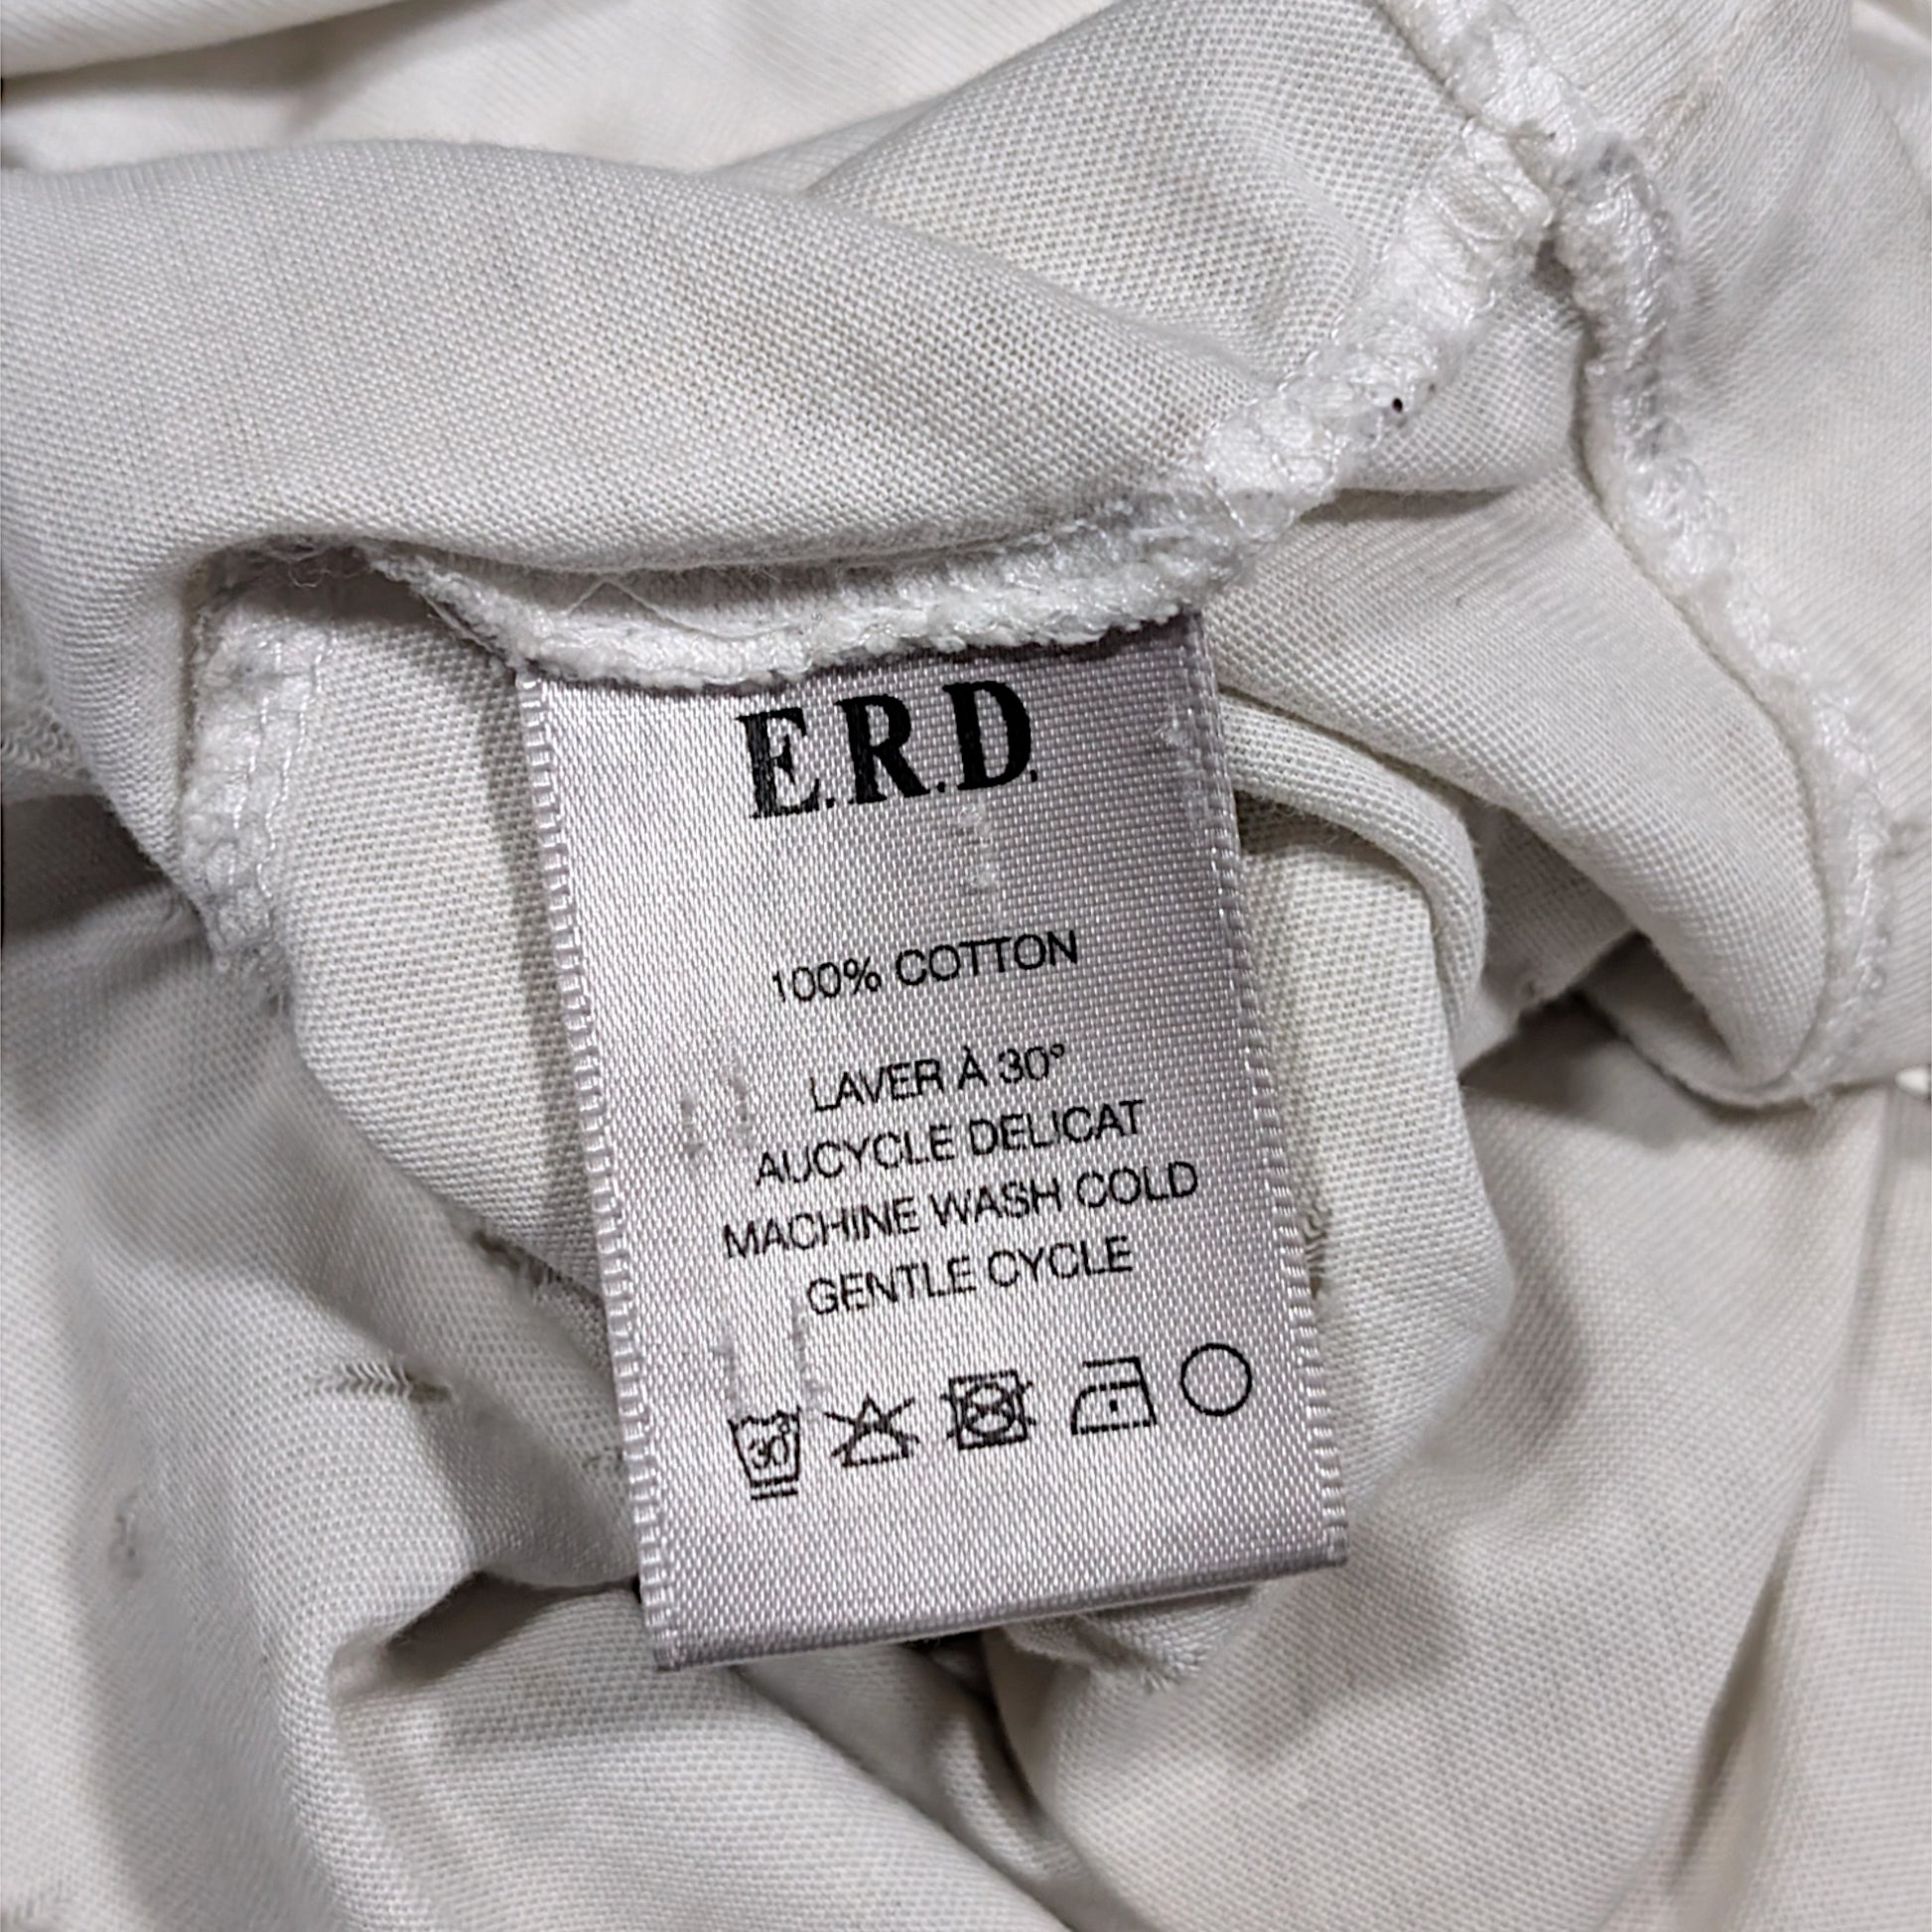 E.R.D.
100% COTTON
LAVER À 30°
AUCYCLE DELICAT
MACHINE WASH COLD
GENTLE CYCLE
30°